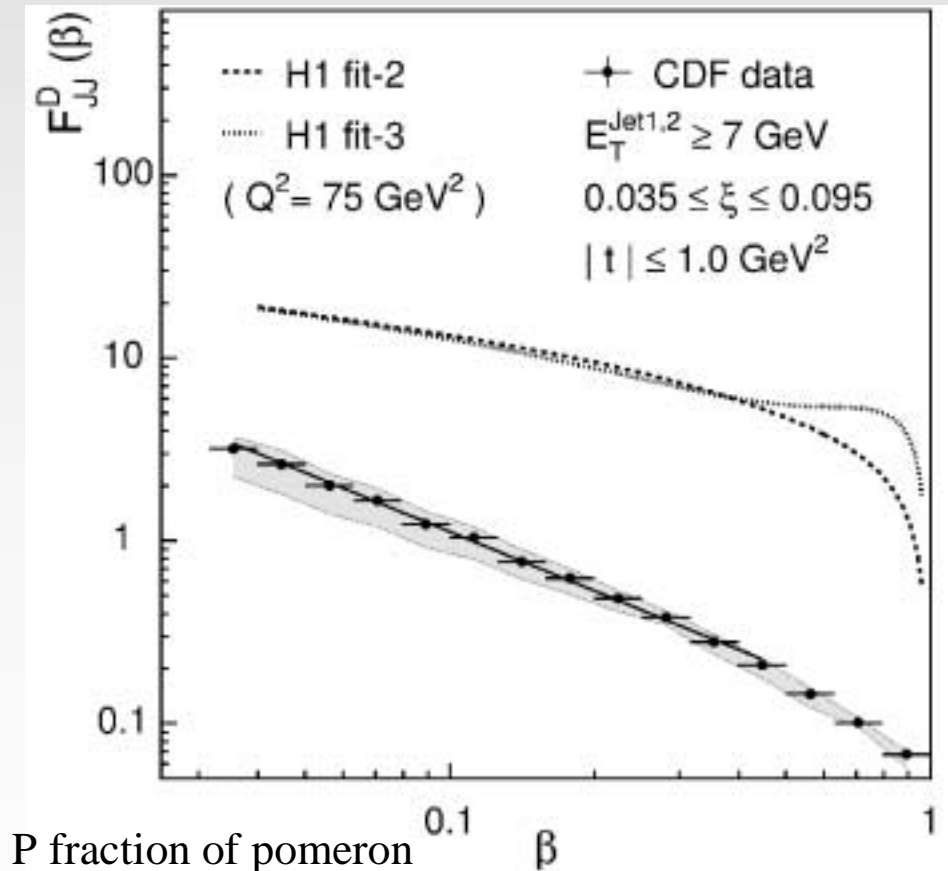 F^D_JJ (β)
H1 fit-2
H1 fit-3
( Q²= 75 GeV² )
CDF data
E_T^Jet1,2 ≥ 7 GeV
0.035 ≤ ξ ≤ 0.095
| t | ≤ 1.0 GeV²
100
10
1
0.1
0.1
1
β
P fraction of pomeron